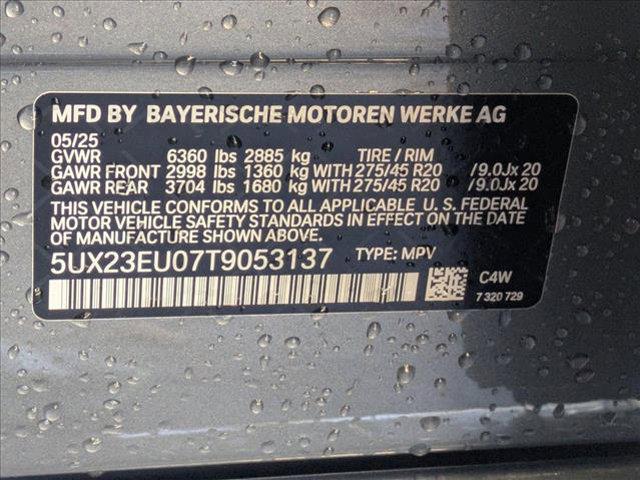 MFD BY BAYERISCHE MOTOREN WERKE AG
05/25
GVWR 6360 lbs 2885 kg TIRE / RIM
GAWR FRONT 2998 lbs 1360 kg WITH 275/45 R20 /9.0Jx 20
GAWR REAR 3704 lbs 1680 kg WITH 275/45 R20 /9.0Jx 20
THIS VEHICLE CONFORMS TO ALL APPLICABLE U. S. FEDERAL
MOTOR VEHICLE SAFETY STANDARDS IN EFFECT ON THE DATE
OF MANUFACTURE SHOWN ABOVE.
5UX23EU07T9053137 TYPE: MPV
C4W
7 320 729